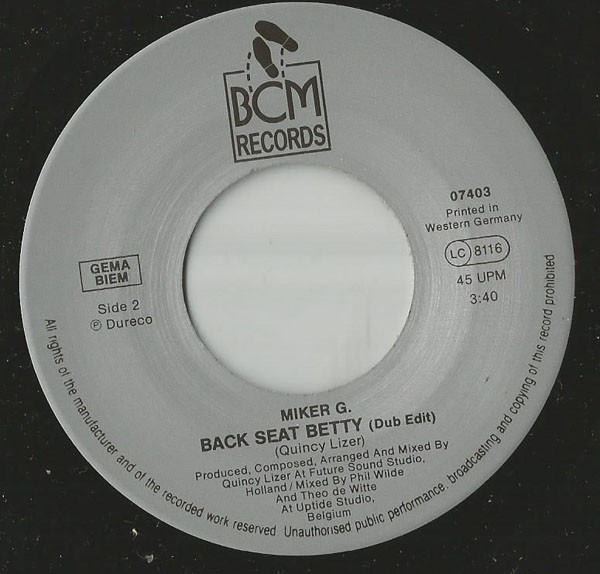 BCM
RECORDS
07403
Printed in
Western Germany
LC 8116
45 UPM
3:40
GEMA
BIEM
Side 2
℗ Dureco
MIKER G.
BACK SEAT BETTY (Dub Edit)
(Quincy Lizer)
Produced, Composed, Arranged And Mixed By
Quincy Lizer At Future Sound Studio,
Holland/Mixed By Phil Wilde
And Theo de Witte
At Uptide Studio,
Belgium
All rights of the manufacturer and of the recorded work reserved. Unauthorised public performance, broadcasting and copying of this record prohibited